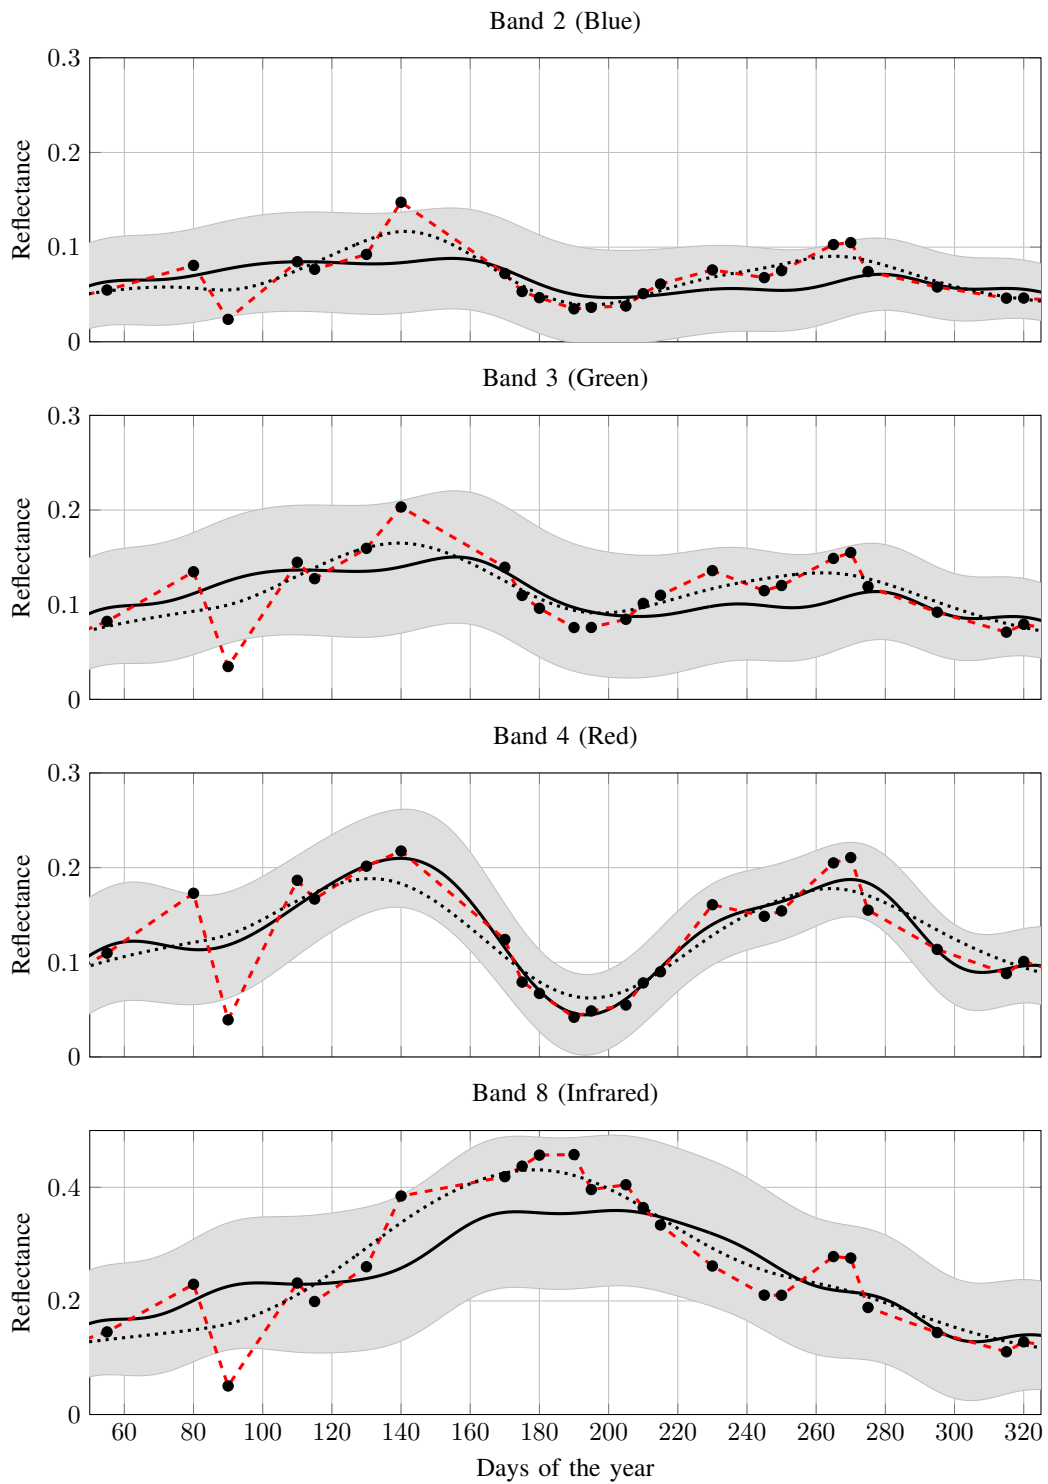 Band 2 (Blue)
0.3
0.2
0.1
0
Reflectance
Band 3 (Green)
0.3
0.2
0.1
0
Reflectance
Band 4 (Red)
0.3
0.2
0.1
0
Reflectance
Band 8 (Infrared)
0.4
0.2
0
Reflectance
60 80 100 120 140 160 180 200 220 240 260 280 300 320
Days of the year